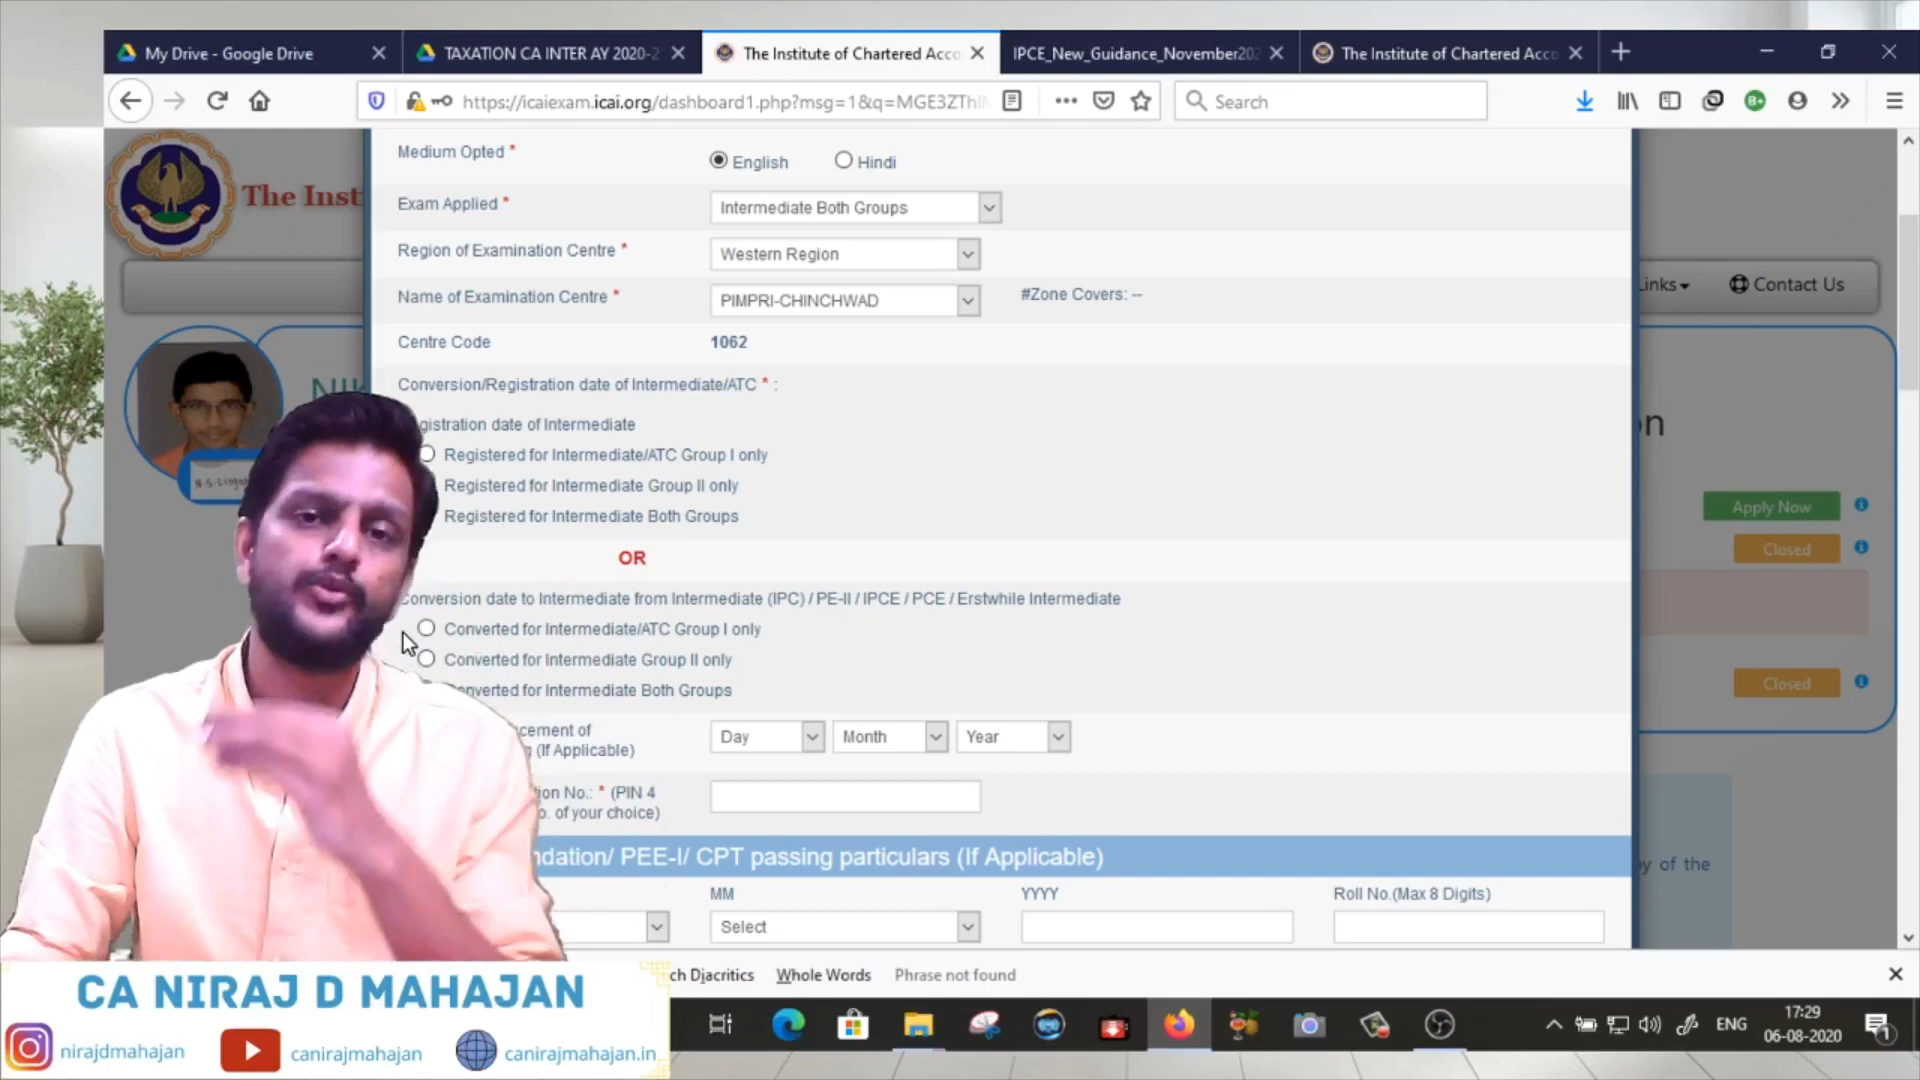 My Drive - Google Drive
TAXATION CA INTER AY 2020-2
The Institute of Chartered Acco
IPCE_New_Guidance_November202
The Institute of Chartered Acco
https://icaiexam.icai.org/dashboard1.php?msg=1&q=MGE3ZThlN
Search
The Insti
Links
Contact Us
Medium Opted *
English
Hindi
Exam Applied *
Intermediate Both Groups
Region of Examination Centre *
Western Region
Name of Examination Centre *
PIMPRI-CHINCHWAD
#Zone Covers: --
Centre Code
1062
Conversion/Registration date of Intermediate/ATC * :
gistration date of Intermediate
Registered for Intermediate/ATC Group I only
Registered for Intermediate Group II only
Registered for Intermediate Both Groups
OR
Conversion date to Intermediate from Intermediate (IPC) / PE-II / IPCE / PCE / Erstwhile Intermediate
Converted for Intermediate/ATC Group I only
Converted for Intermediate Group II only
onverted for Intermediate Both Groups
cement of
(If Applicable)
Day
Month
Year
ion No.: * (PIN 4
o. of your choice)
ndation/ PEE-I/ CPT passing particulars (If Applicable)
MM
YYYY
Roll No.(Max 8 Digits)
Select
NIK
on
Apply Now
Closed
Closed
y of the
ch Diacritics
Whole Words
Phrase not found
CA NIRAJ D MAHAJAN
nirajdmahajan
canirajmahajan
canirajmahajan.in
ENG
17:29
06-08-2020
1